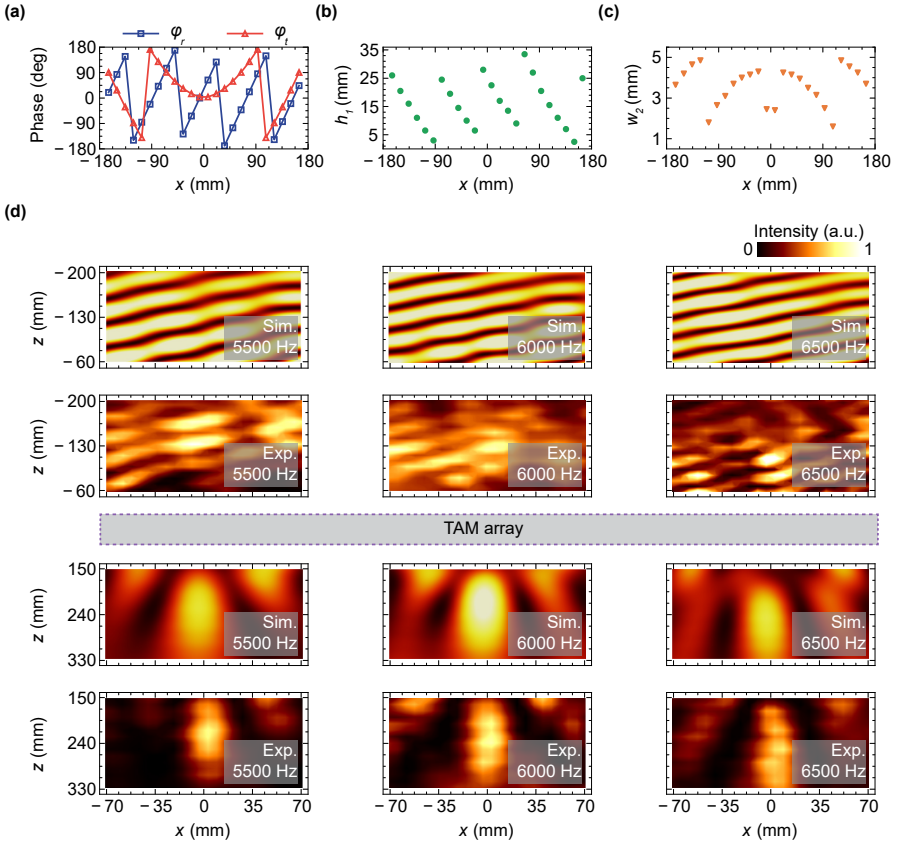 (a)
φr
φt
Phase (deg)
180
90
0
−90
−180
−180
−90
0
90
180
x (mm)
(b)
h1 (mm)
35
25
15
5
−180
−90
0
90
180
x (mm)
(c)
w2 (mm)
5
3
1
−180
−90
0
90
180
x (mm)
(d)
Intensity (a.u.)
0
1
z (mm)
−200
−130
−60
Sim.
5500 Hz
Sim.
6000 Hz
Sim.
6500 Hz
z (mm)
−200
−130
−60
Exp.
5500 Hz
Exp.
6000 Hz
Exp.
6500 Hz
TAM array
z (mm)
150
240
330
Sim.
5500 Hz
Sim.
6000 Hz
Sim.
6500 Hz
z (mm)
150
240
330
Exp.
5500 Hz
Exp.
6000 Hz
Exp.
6500 Hz
−70 −35 0 35 70
−70 −35 0 35 70
−70 −35 0 35 70
x (mm)
x (mm)
x (mm)